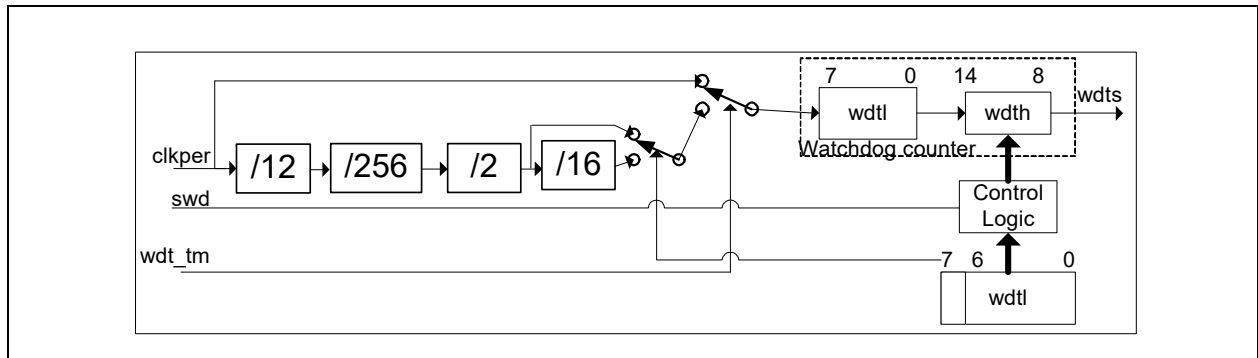 7 0 14 8
wdts
wdtl wdth
Watchdog counter
clkper
/12 /256 /2 /16
swd
Control
Logic
wdt_tm
7 6 0
wdtl